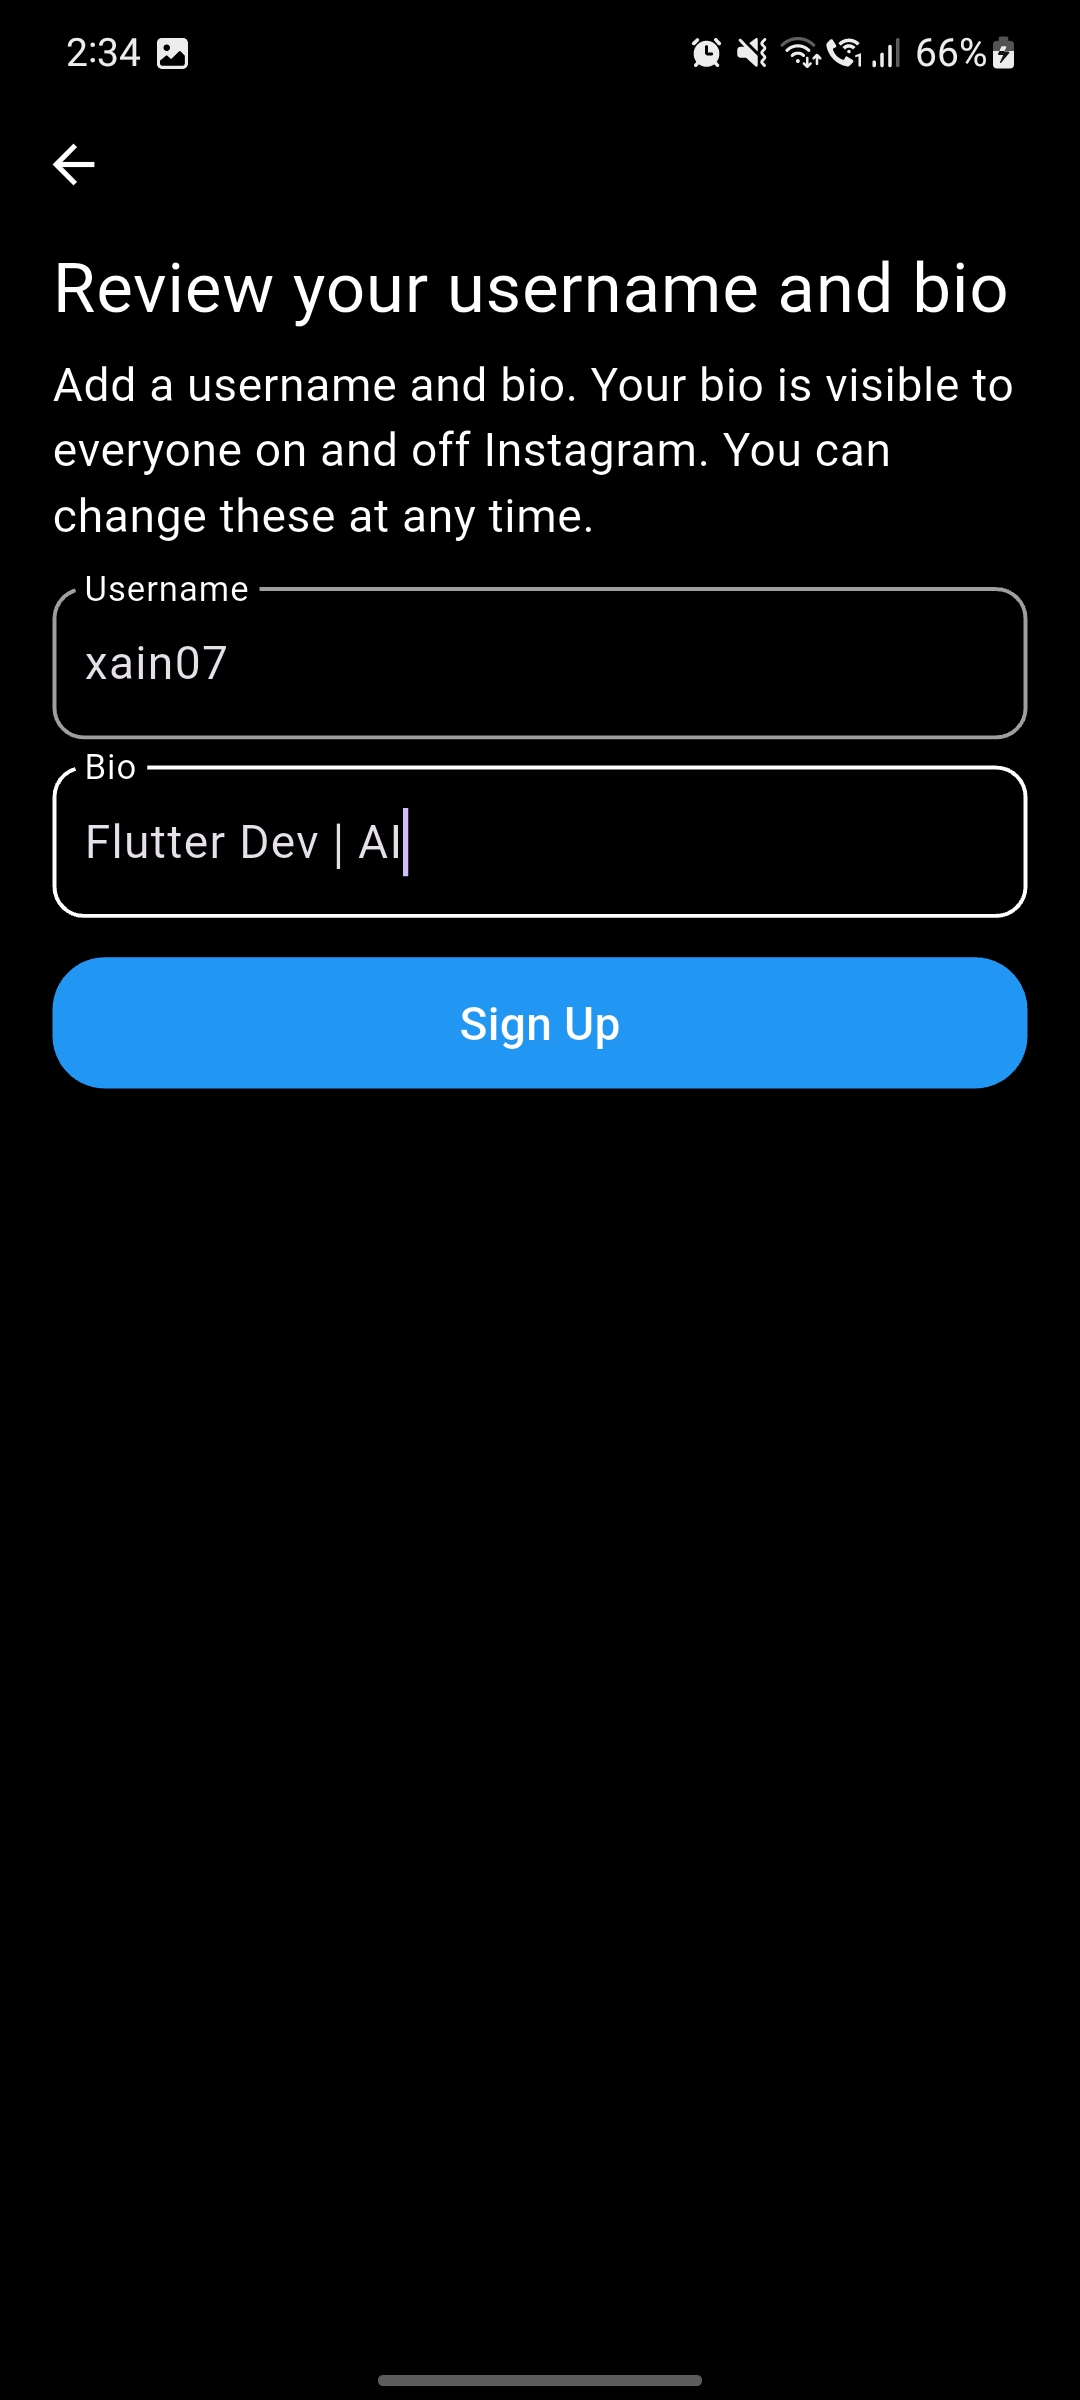 2:34
66%
Review your username and bio
Add a username and bio. Your bio is visible to
everyone on and off Instagram. You can
change these at any time.
Username
xain07
Bio
Flutter Dev | AI
Sign Up